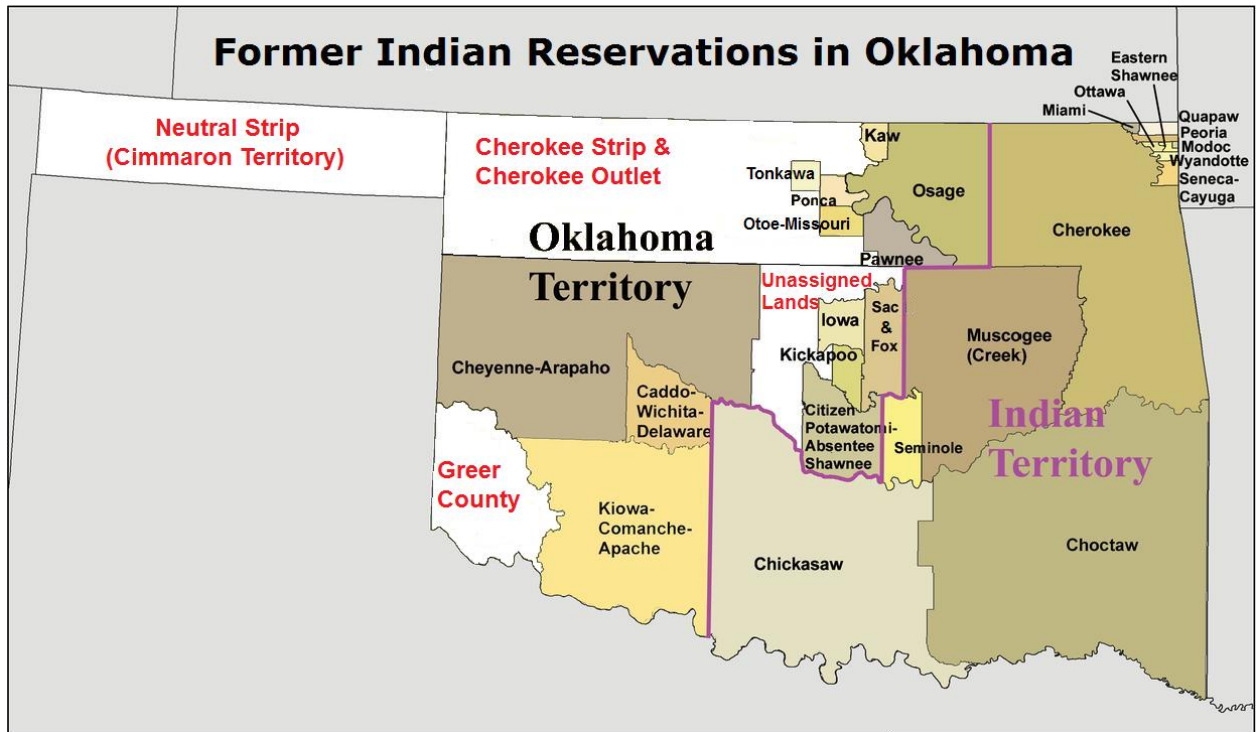 Former Indian Reservations in Oklahoma
Eastern
Shawnee
Ottawa
Miami
Quapaw
Peoria
Modoc
Wyandotte
Seneca-
Cayuga
Neutral Strip
(Cimmaron Territory)
Cherokee Strip &
Cherokee Outlet
Kaw
Tonkawa
Ponca
Otoe-Missouri
Osage
Cherokee
Pawnee
Oklahoma
Territory
Unassigned
Lands
Iowa
Sac
&
Fox
Kickapoo
Muscogee
(Creek)
Cheyenne-Arapaho
Caddo-
Wichita-
Delaware
Citizen
Potawatomi-
Absentee
Shawnee
Seminole
Indian
Territory
Greer
County
Kiowa-
Comanche-
Apache
Chickasaw
Choctaw